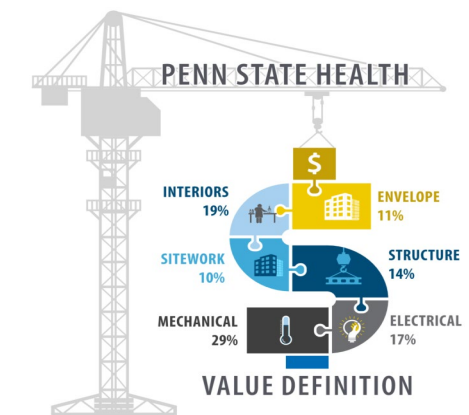 PENN STATE HEALTH
$
INTERIORS
19%
ENVELOPE
11%
SITEWORK
10%
STRUCTURE
14%
MECHANICAL
29%
ELECTRICAL
17%
VALUE DEFINITION